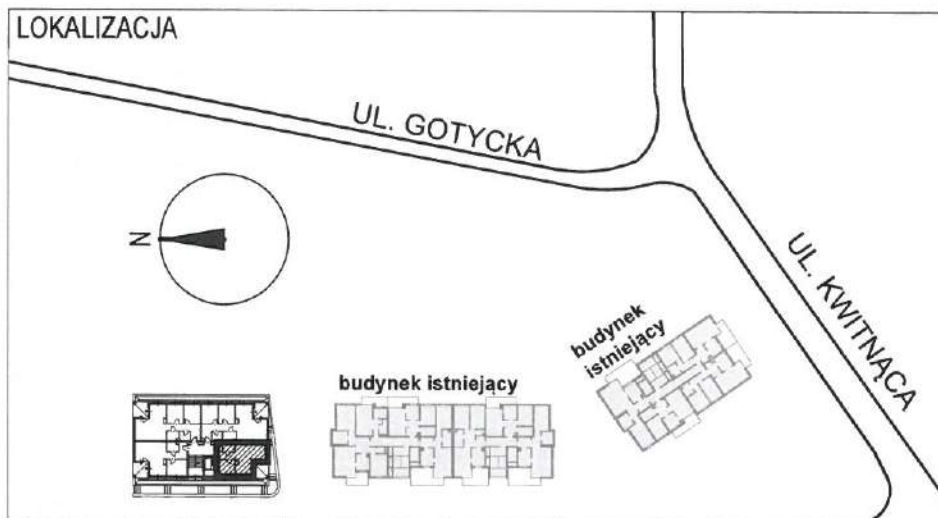 LOKALIZACJA
UL. GOTYCKA
N
UL. KWITNĄCA
budynek
istniejący
budynek istniejący